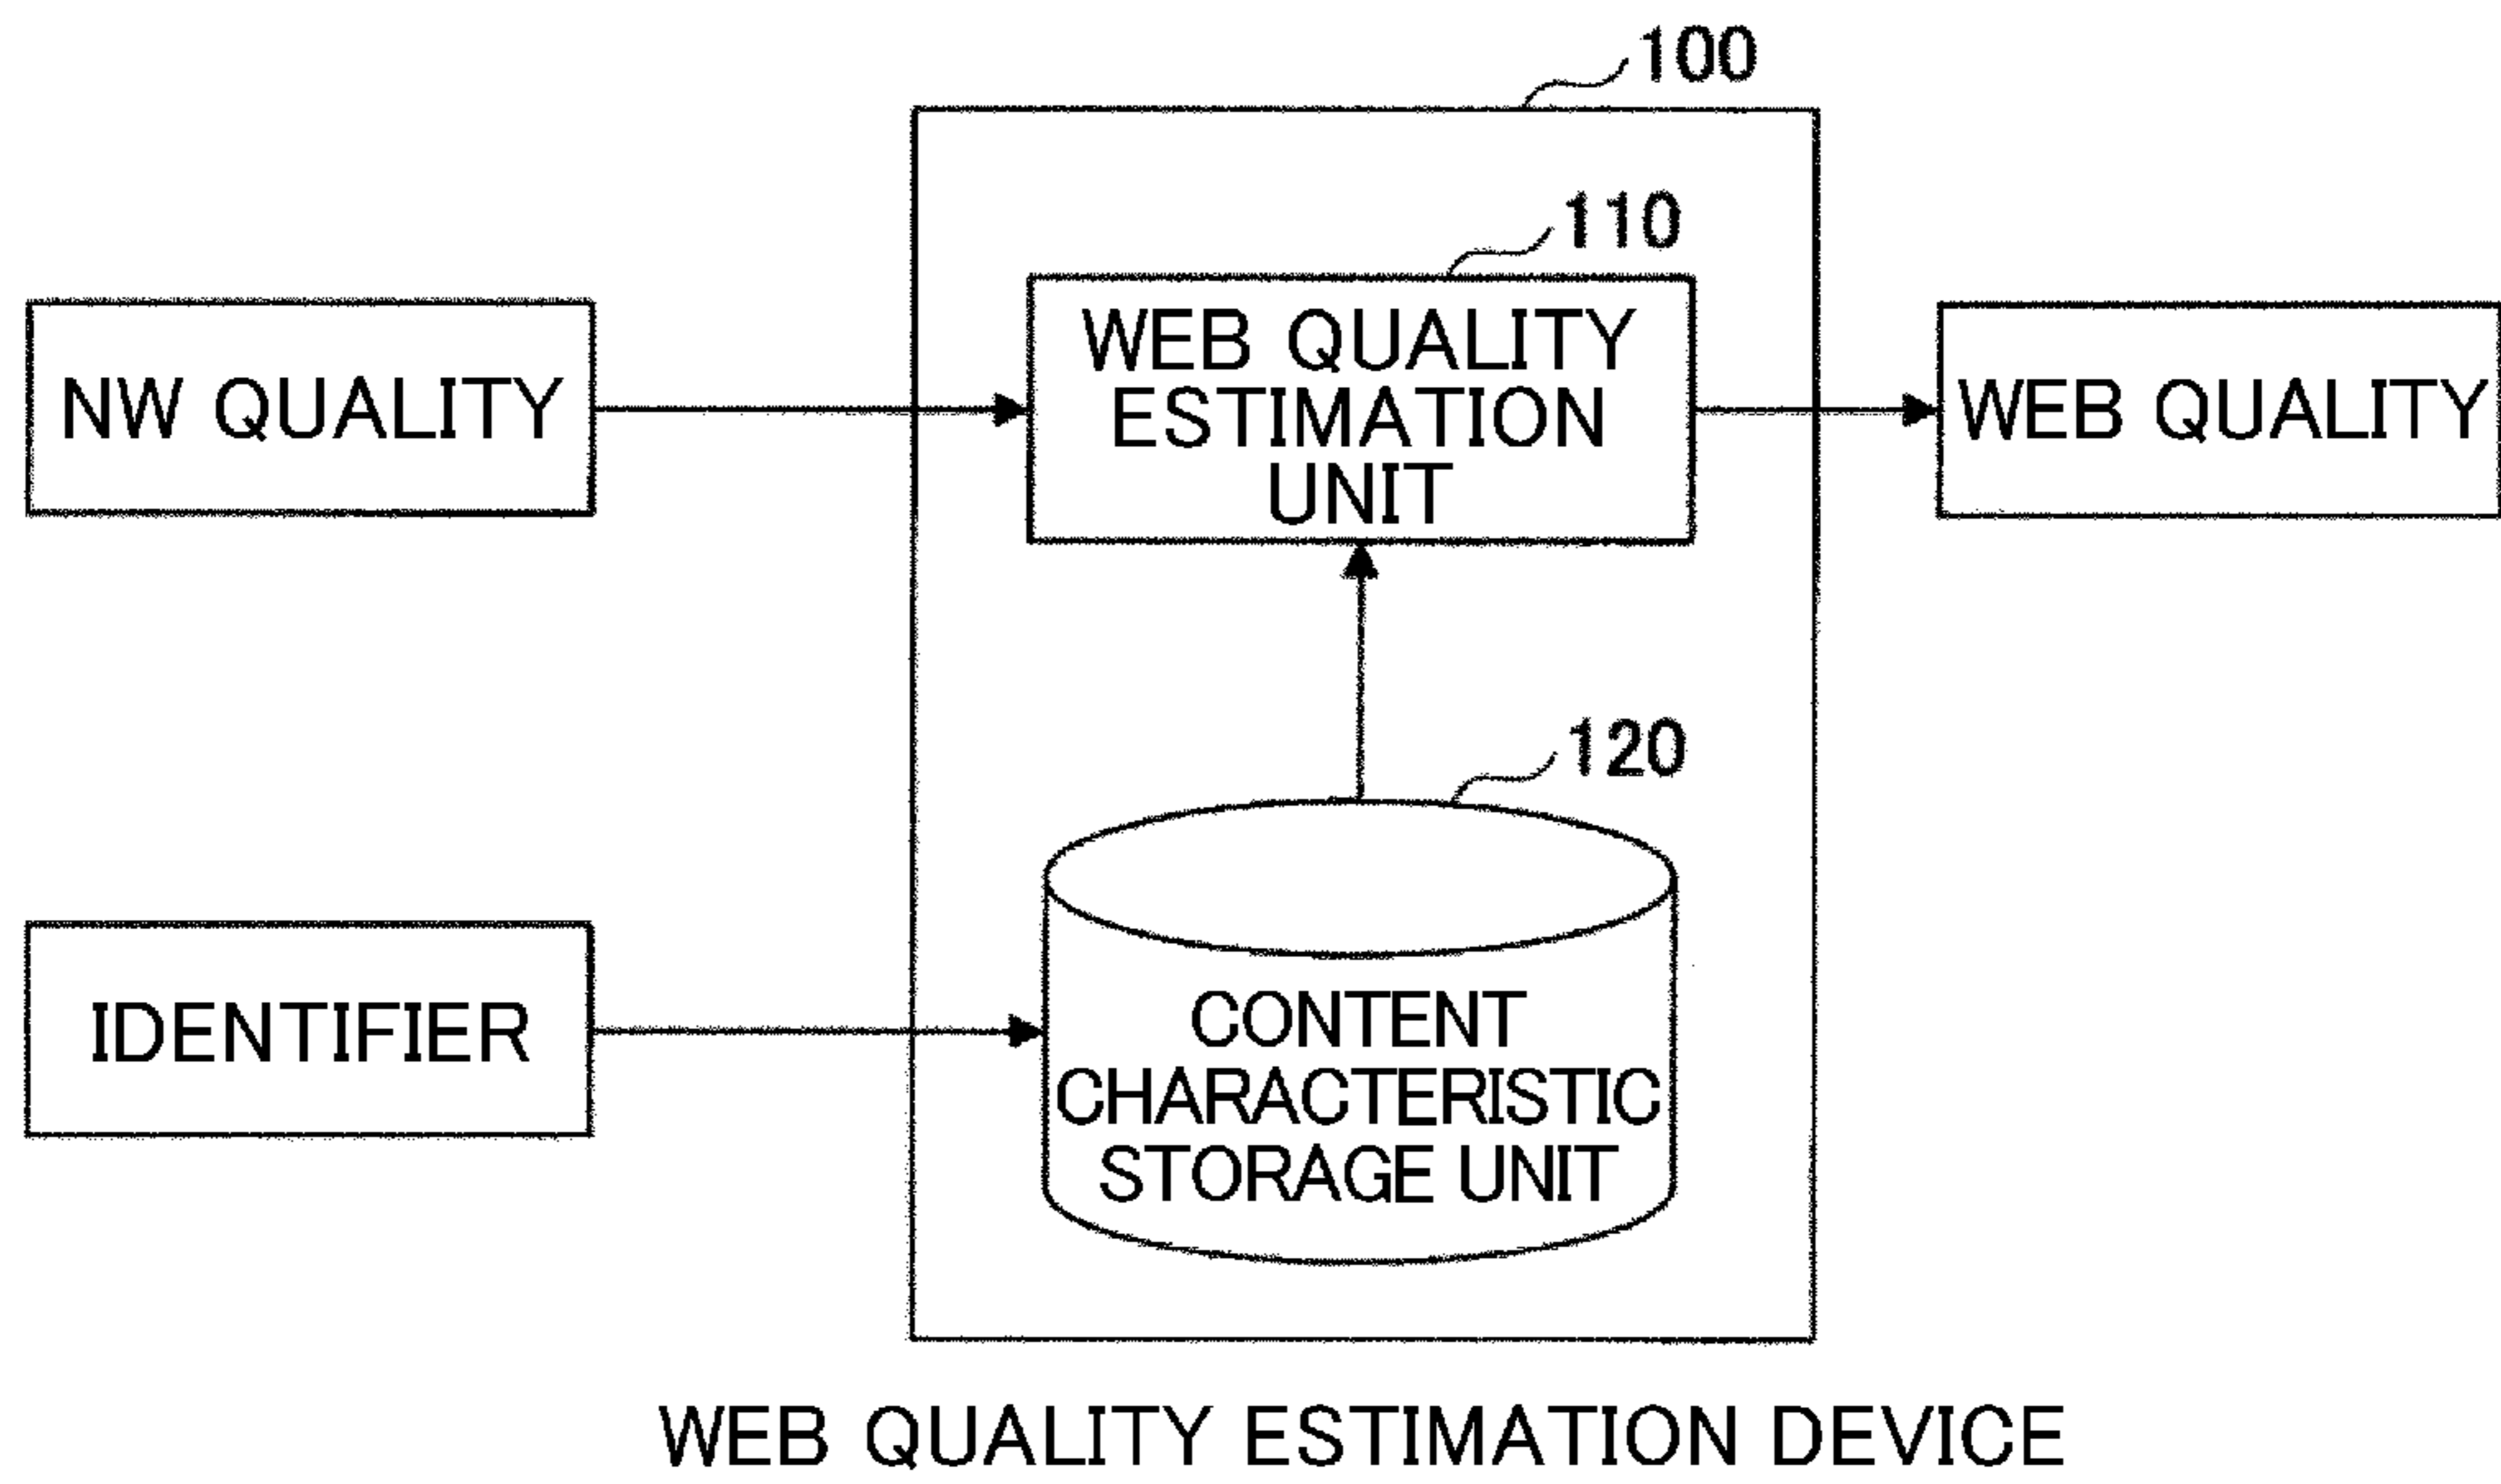 100
110
NW QUALITY
WEB QUALITY
ESTIMATION
UNIT
WEB QUALITY
120
IDENTIFIER
CONTENT
CHARACTERISTIC
STORAGE UNIT
WEB QUALITY ESTIMATION DEVICE